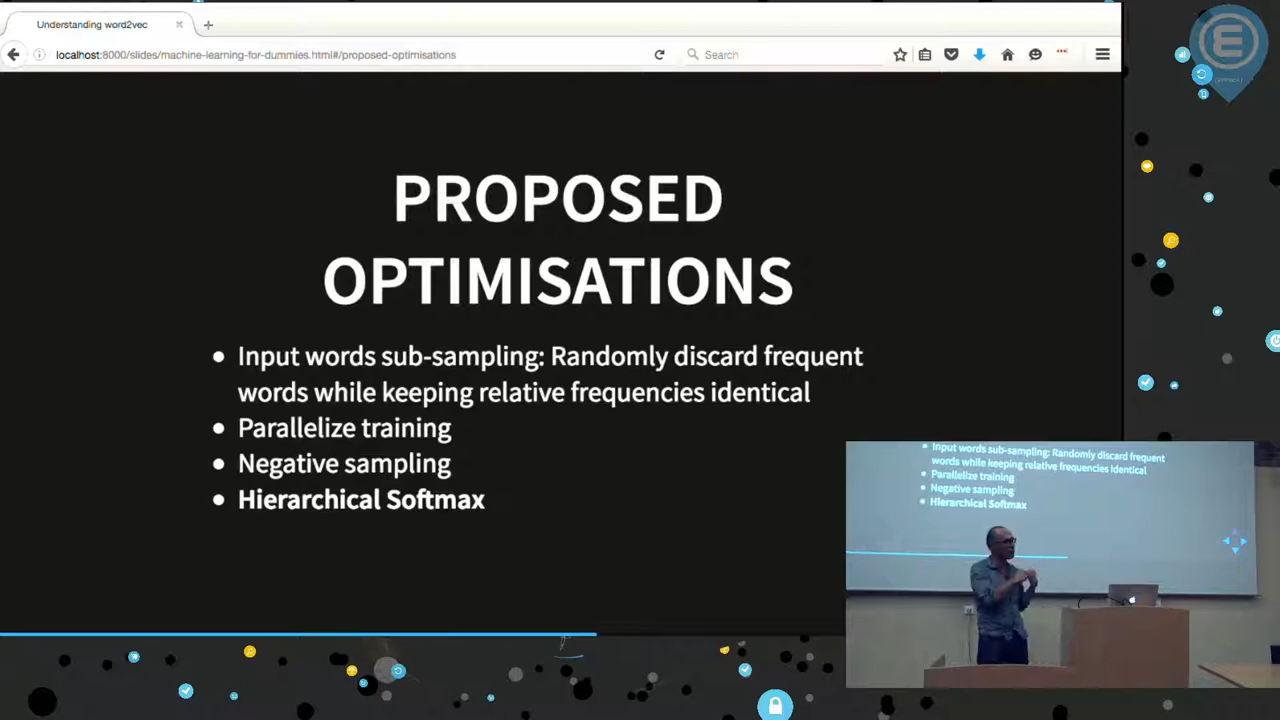 Understanding word2vec
localhost:8000/slides/machine-learning-for-dummies.html#/proposed-optimisations
Search
PROPOSED
OPTIMISATIONS
Input words sub-sampling: Randomly discard frequent
words while keeping relative frequencies identical
Parallelize training
Negative sampling
Hierarchical Softmax
Input words sub-sampling: Randomly discard frequent
words while keeping relative frequencies identical
Parallelize training
Negative sampling
Hierarchical Softmax